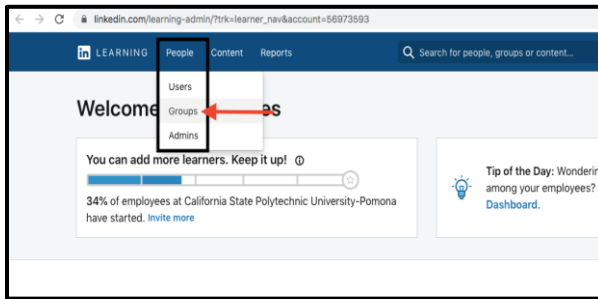 linkedin.com/learning-admin/?trk=learner_nav&account=56973593
in LEARNING People Content Reports Search for people, groups or content...
Users
Groups
Admins
Welcome es
You can add more learners. Keep it up!
34% of employees at California State Polytechnic University-Pomona
have started. Invite more
Tip of the Day:
among your employees?
Dashboard.